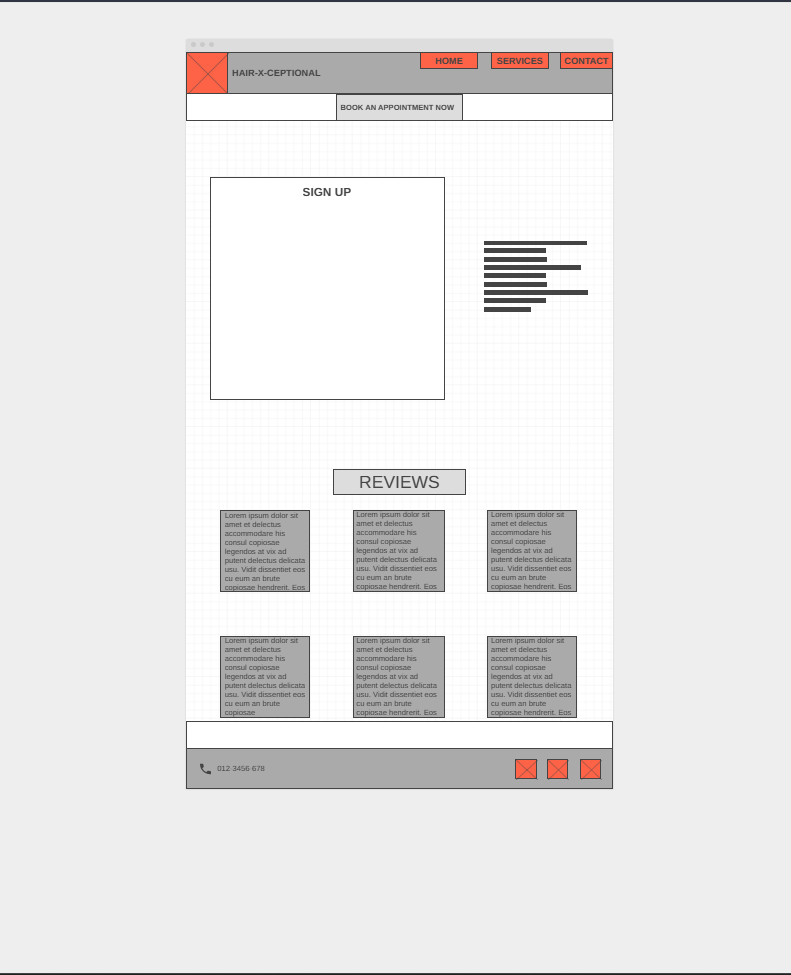 HAIR-X-CEPTIONAL
HOME
SERVICES
CONTACT
BOOK AN APPOINTMENT NOW
SIGN UP
REVIEWS
Lorem ipsum dolor sit
amet et delectus
accommodare his
consul copiosae
legendos at vix ad
putent delectus delicata
usu. Vidit dissentiet eos
cu eum an brute
copiosae hendrerit. Eos
Lorem ipsum dolor sit
amet et delectus
accommodare his
consul copiosae
legendos at vix ad
putent delectus delicata
usu. Vidit dissentiet eos
cu eum an brute
copiosae hendrerit. Eos
Lorem ipsum dolor sit
amet et delectus
accommodare his
consul copiosae
legendos at vix ad
putent delectus delicata
usu. Vidit dissentiet eos
cu eum an brute
copiosae hendrerit. Eos
Lorem ipsum dolor sit
amet et delectus
accommodare his
consul copiosae
legendos at vix ad
putent delectus delicata
usu. Vidit dissentiet eos
cu eum an brute
copiosae
Lorem ipsum dolor sit
amet et delectus
accommodare his
consul copiosae
legendos at vix ad
putent delectus delicata
usu. Vidit dissentiet eos
cu eum an brute
copiosae hendrerit. Eos
Lorem ipsum dolor sit
amet et delectus
accommodare his
consul copiosae
legendos at vix ad
putent delectus delicata
usu. Vidit dissentiet eos
cu eum an brute
copiosae hendrerit. Eos
012 3456 678